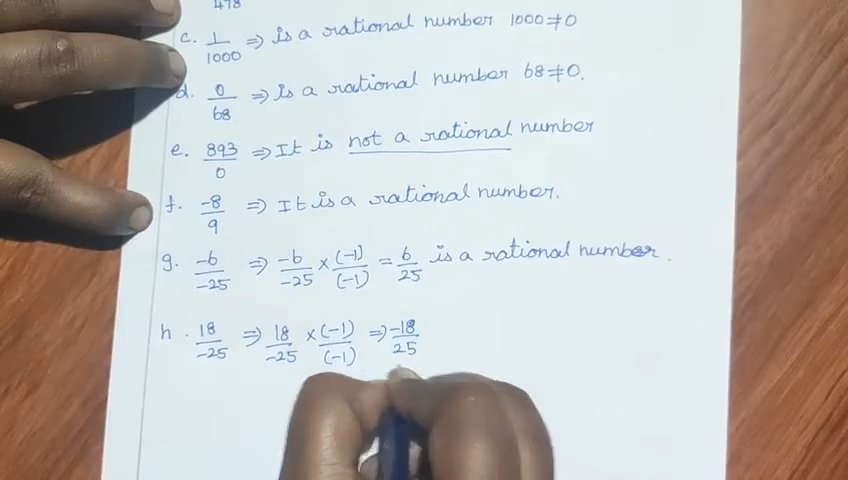 478
c. 1/1000 ⇒ is a rational number 1000≠0
d. 0/68 ⇒ Is a rational number 68≠0.
e. 893/0 ⇒ It is not a rational number
f. -8/9 ⇒ It is a rational number.
g. -6/-25 ⇒ -6/-25 × (-1)/(-1) = 6/25 is a rational number.
h. 18/-25 ⇒ 18/-25 × (-1)/(-1) ⇒ -18/25